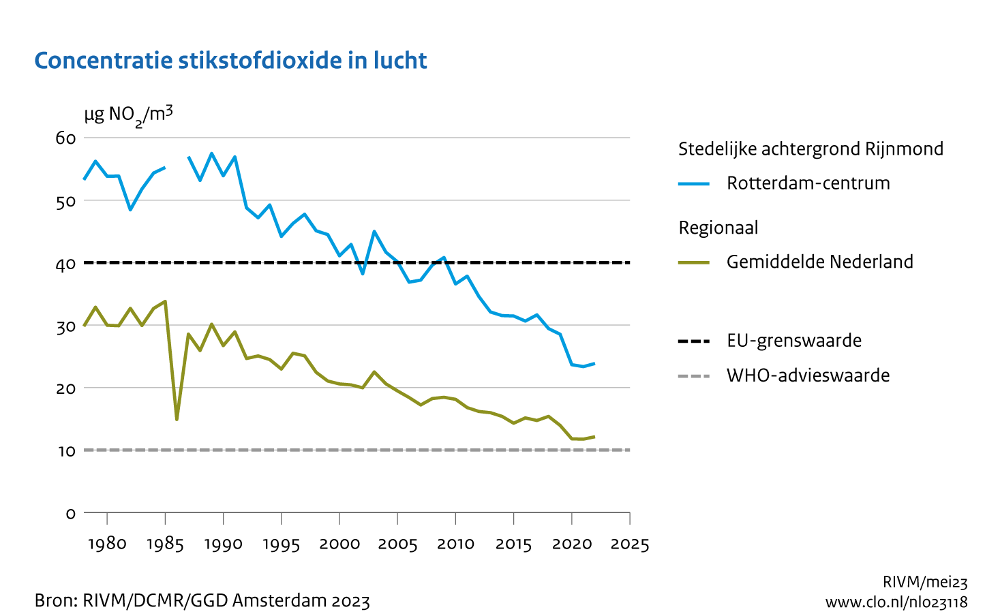 Concentratie stikstofdioxide in lucht
µg NO₂/m³
60
50
40
30
20
10
0
1980 1985 1990 1995 2000 2005 2010 2015 2020 2025
Stedelijke achtergrond Rijnmond
Rotterdam-centrum
Regionaal
Gemiddelde Nederland
EU-grenswaarde
WHO-advieswaarde
Bron: RIVM/DCMR/GGD Amsterdam 2023
RIVM/mei23
www.clo.nl/nl023118